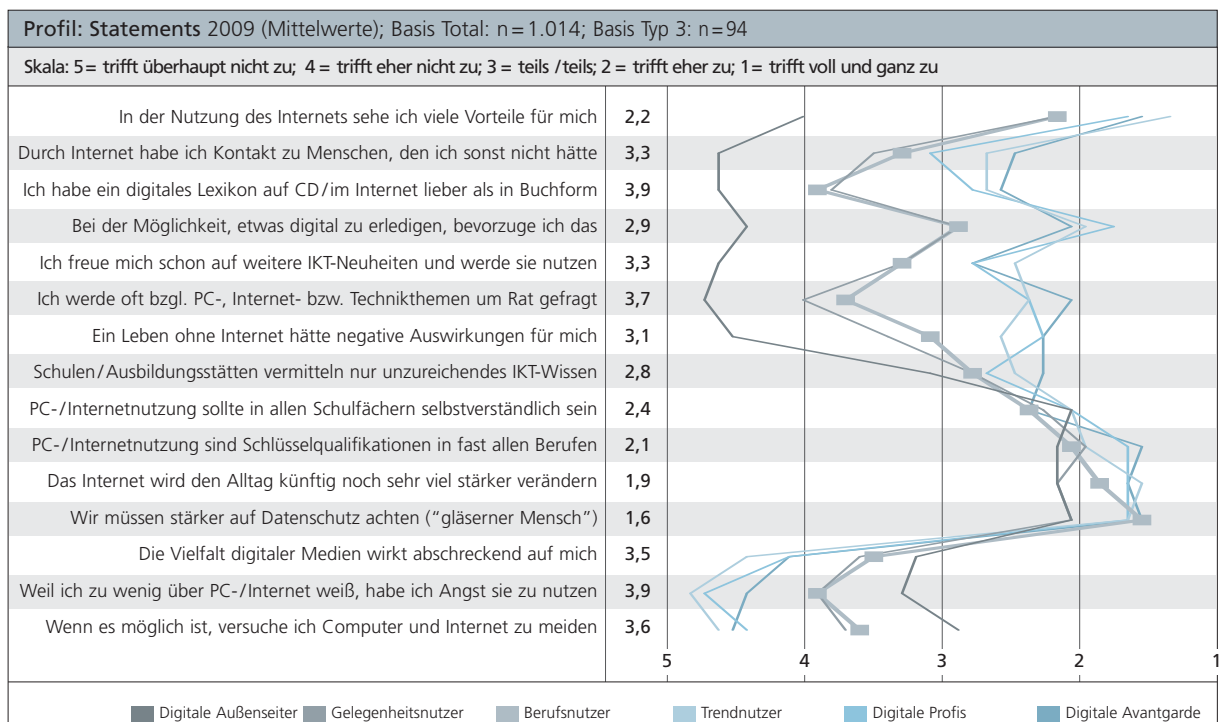 Profil: Statements 2009 (Mittelwerte); Basis Total: n=1.014; Basis Typ 3: n=94
Skala: 5= trifft überhaupt nicht zu; 4= trifft eher nicht zu; 3= teils/teils; 2= trifft eher zu; 1= trifft voll und ganz zu
In der Nutzung des Internets sehe ich viele Vorteile für mich 2,2
Durch Internet habe ich Kontakt zu Menschen, den ich sonst nicht hätte 3,3
Ich habe ein digitales Lexikon auf CD/im Internet lieber als in Buchform 3,9
Bei der Möglichkeit, etwas digital zu erledigen, bevorzuge ich das 2,9
Ich freue mich schon auf weitere IKT-Neuheiten und werde sie nutzen 3,3
Ich werde oft bzgl. PC-, Internet- bzw. Technikthemen um Rat gefragt 3,7
Ein Leben ohne Internet hätte negative Auswirkungen für mich 3,1
Schulen/Ausbildungsstätten vermitteln nur unzureichendes IKT-Wissen 2,8
PC-/Internetnutzung sollte in allen Schulfächern selbstverständlich sein 2,4
PC-/Internetnutzung sind Schlüsselqualifikationen in fast allen Berufen 2,1
Das Internet wird den Alltag künftig noch sehr viel stärker verändern 1,9
Wir müssen stärker auf Datenschutz achten ("gläserner Mensch") 1,6
Die Vielfalt digitaler Medien wirkt abschreckend auf mich 3,5
Weil ich zu wenig über PC-/Internet weiß, habe ich Angst sie zu nutzen 3,9
Wenn es möglich ist, versuche ich Computer und Internet zu meiden 3,6
5 4 3 2 1
Digitale Außenseiter Gelegenheitsnutzer Berufsnutzer Trendnutzer Digitale Profis Digitale Avantgarde